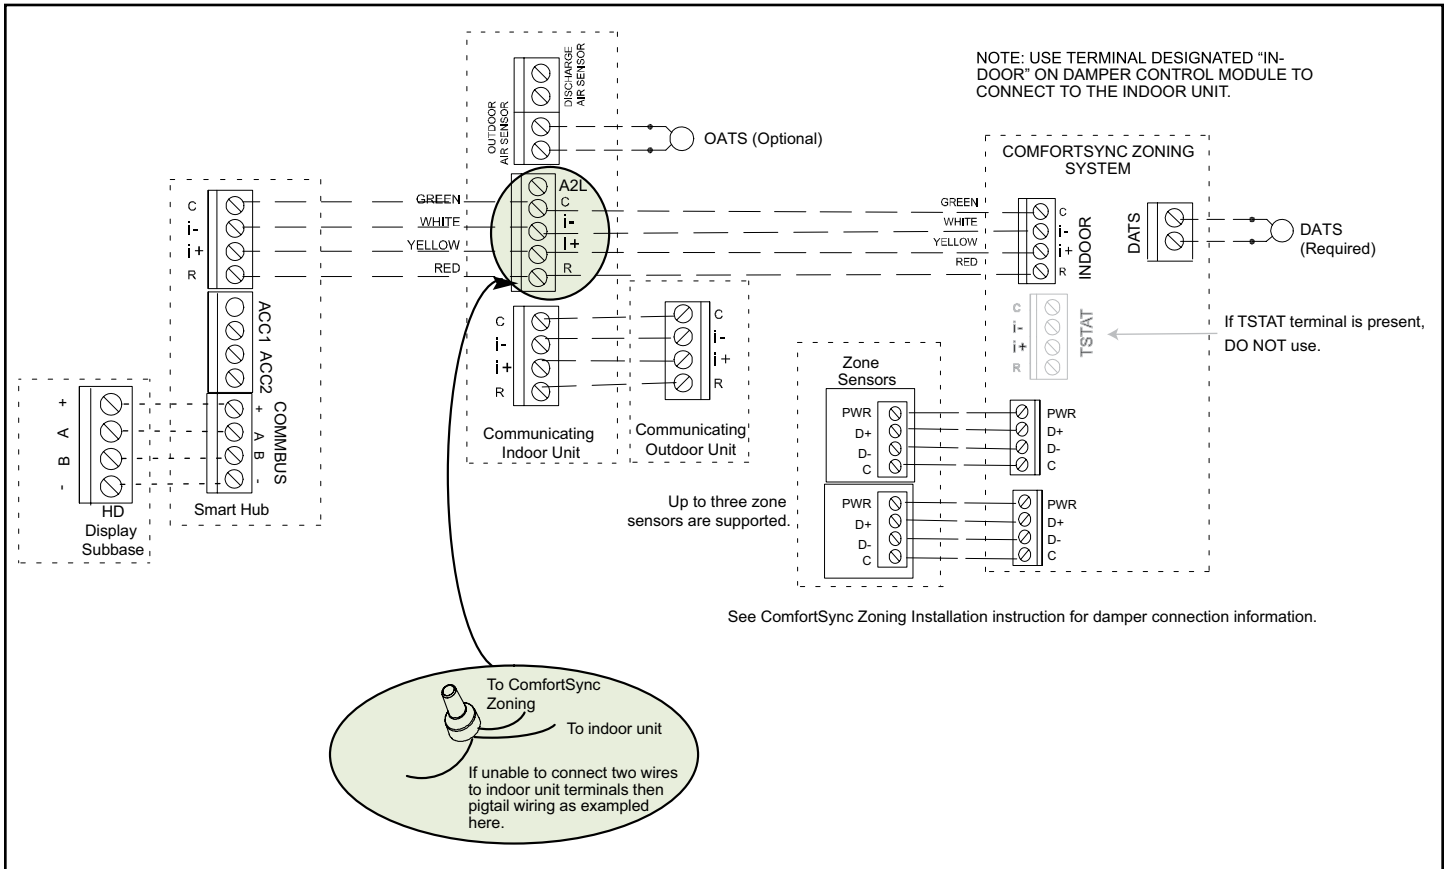 NOTE: USE TERMINAL DESIGNATED “IN-
DOOR” ON DAMPER CONTROL MODULE TO
CONNECT TO THE INDOOR UNIT.
DISCHARGE
AIR SENSOR
OUTDOOR
AIR SENSOR
OATS (Optional)
COMFORTSYNC ZONING
SYSTEM
A2L
C
i-
i+
R
C
i-
i+
R
GREEN
WHITE
YELLOW
RED
GREEN
WHITE
YELLOW
RED
C
i-
i+
R
INDOOR
DATS
DATS
(Required)
C
i-
i+
R
TSTAT
If TSTAT terminal is present,
DO NOT use.
ACC1 ACC2
C
i-
i+
R
C
i-
i+
R
Communicating
Indoor Unit
Communicating
Outdoor Unit
+
A
B
-
COMMBUS
+
A
B
-
HD
Display
Subbase
Smart Hub
Zone
Sensors
PWR
D+
D-
C
PWR
D+
D-
C
PWR
D+
D-
C
PWR
D+
D-
C
Up to three zone
sensors are supported.
See ComfortSync Zoning Installation instruction for damper connection information.
To ComfortSync
Zoning
To indoor unit
If unable to connect two wires
to indoor unit terminals then
pigtail wiring as exampled
here.